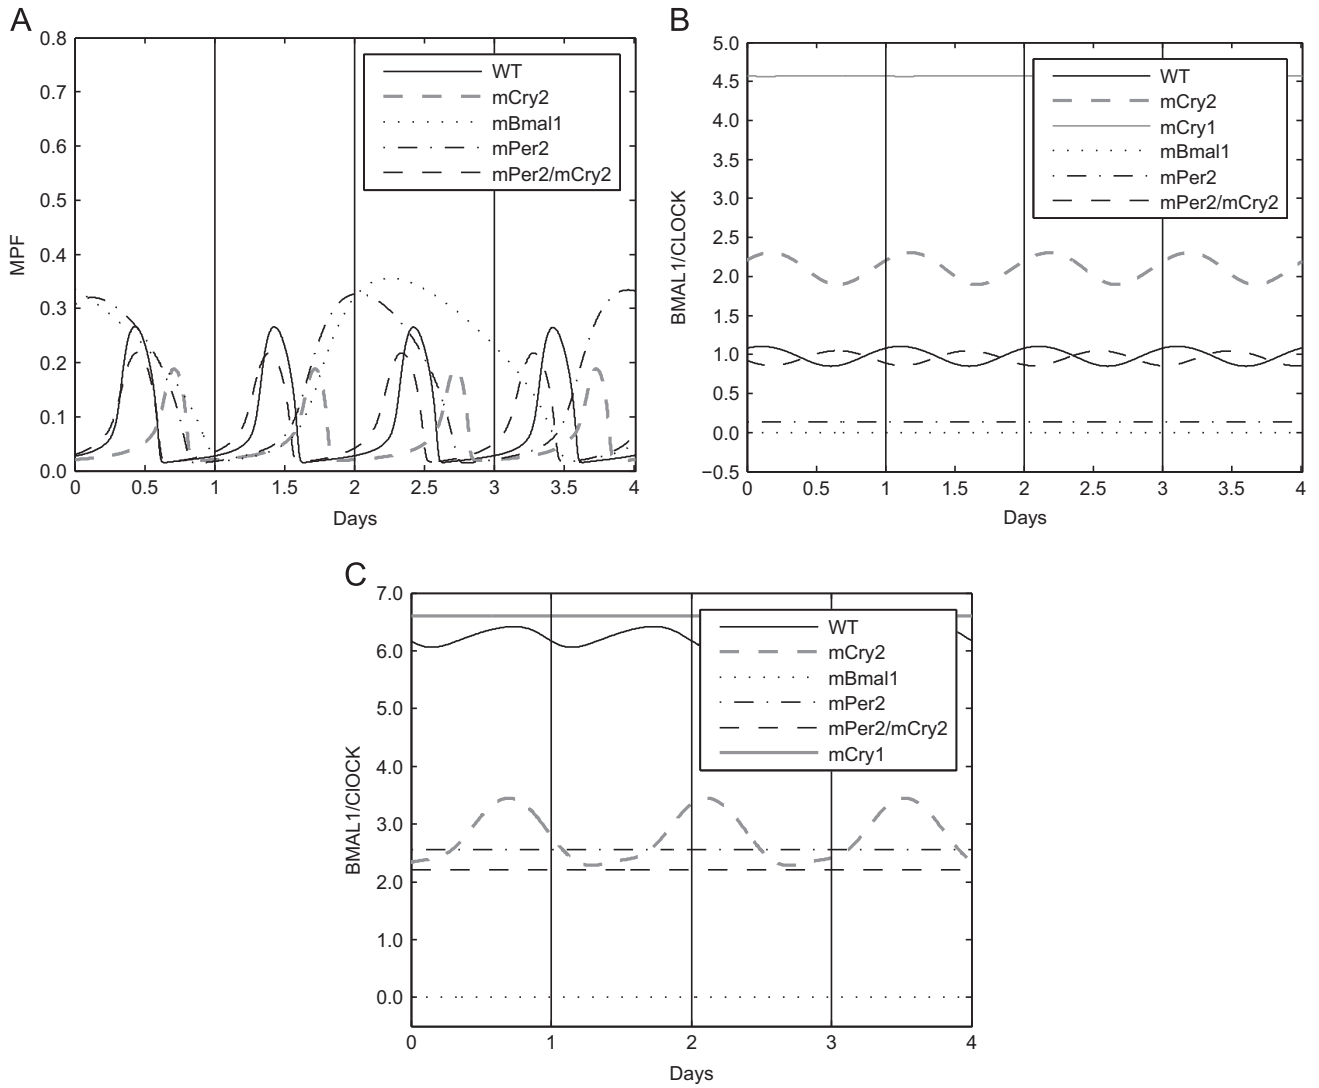 A
0.8
0.7
0.6
0.5
0.4
0.3
0.2
0.1
0.0
MPF
0 0.5 1 1.5 2 2.5 3 3.5 4
Days
WT
mCry2
mBmal1
mPer2
mPer2/mCry2
B
5.0
4.5
4.0
3.5
3.0
2.5
2.0
1.5
1.0
0.5
0.0
−0.5
BMAL1/CLOCK
0 0.5 1 1.5 2 2.5 3 3.5 4
Days
WT
mCry2
mCry1
mBmal1
mPer2
mPer2/mCry2
C
7.0
6.0
5.0
4.0
3.0
2.0
1.0
0.0
BMAL1/ClOCK
0 1 2 3 4
Days
WT
mCry2
mBmal1
mPer2
mPer2/mCry2
mCry1